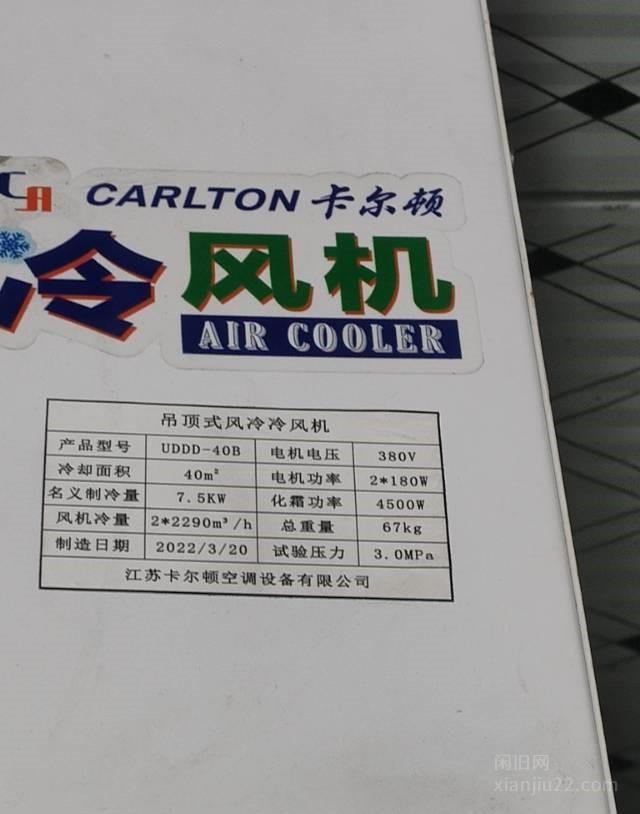 CA CARLTON 卡尔顿
冷风机
AIR COOLER
吊顶式风冷冷风机
产品型号 UDDD-40B 电机电压 380V
冷却面积 40m² 电机功率 2*180W
名义制冷量 7.5KW 化霜功率 4500W
风机冷量 2*2290m³/h 总重量 67kg
制造日期 2022/3/20 试验压力 3.0MPa
江苏卡尔顿空调设备有限公司
闲旧网
xianjiu22.com